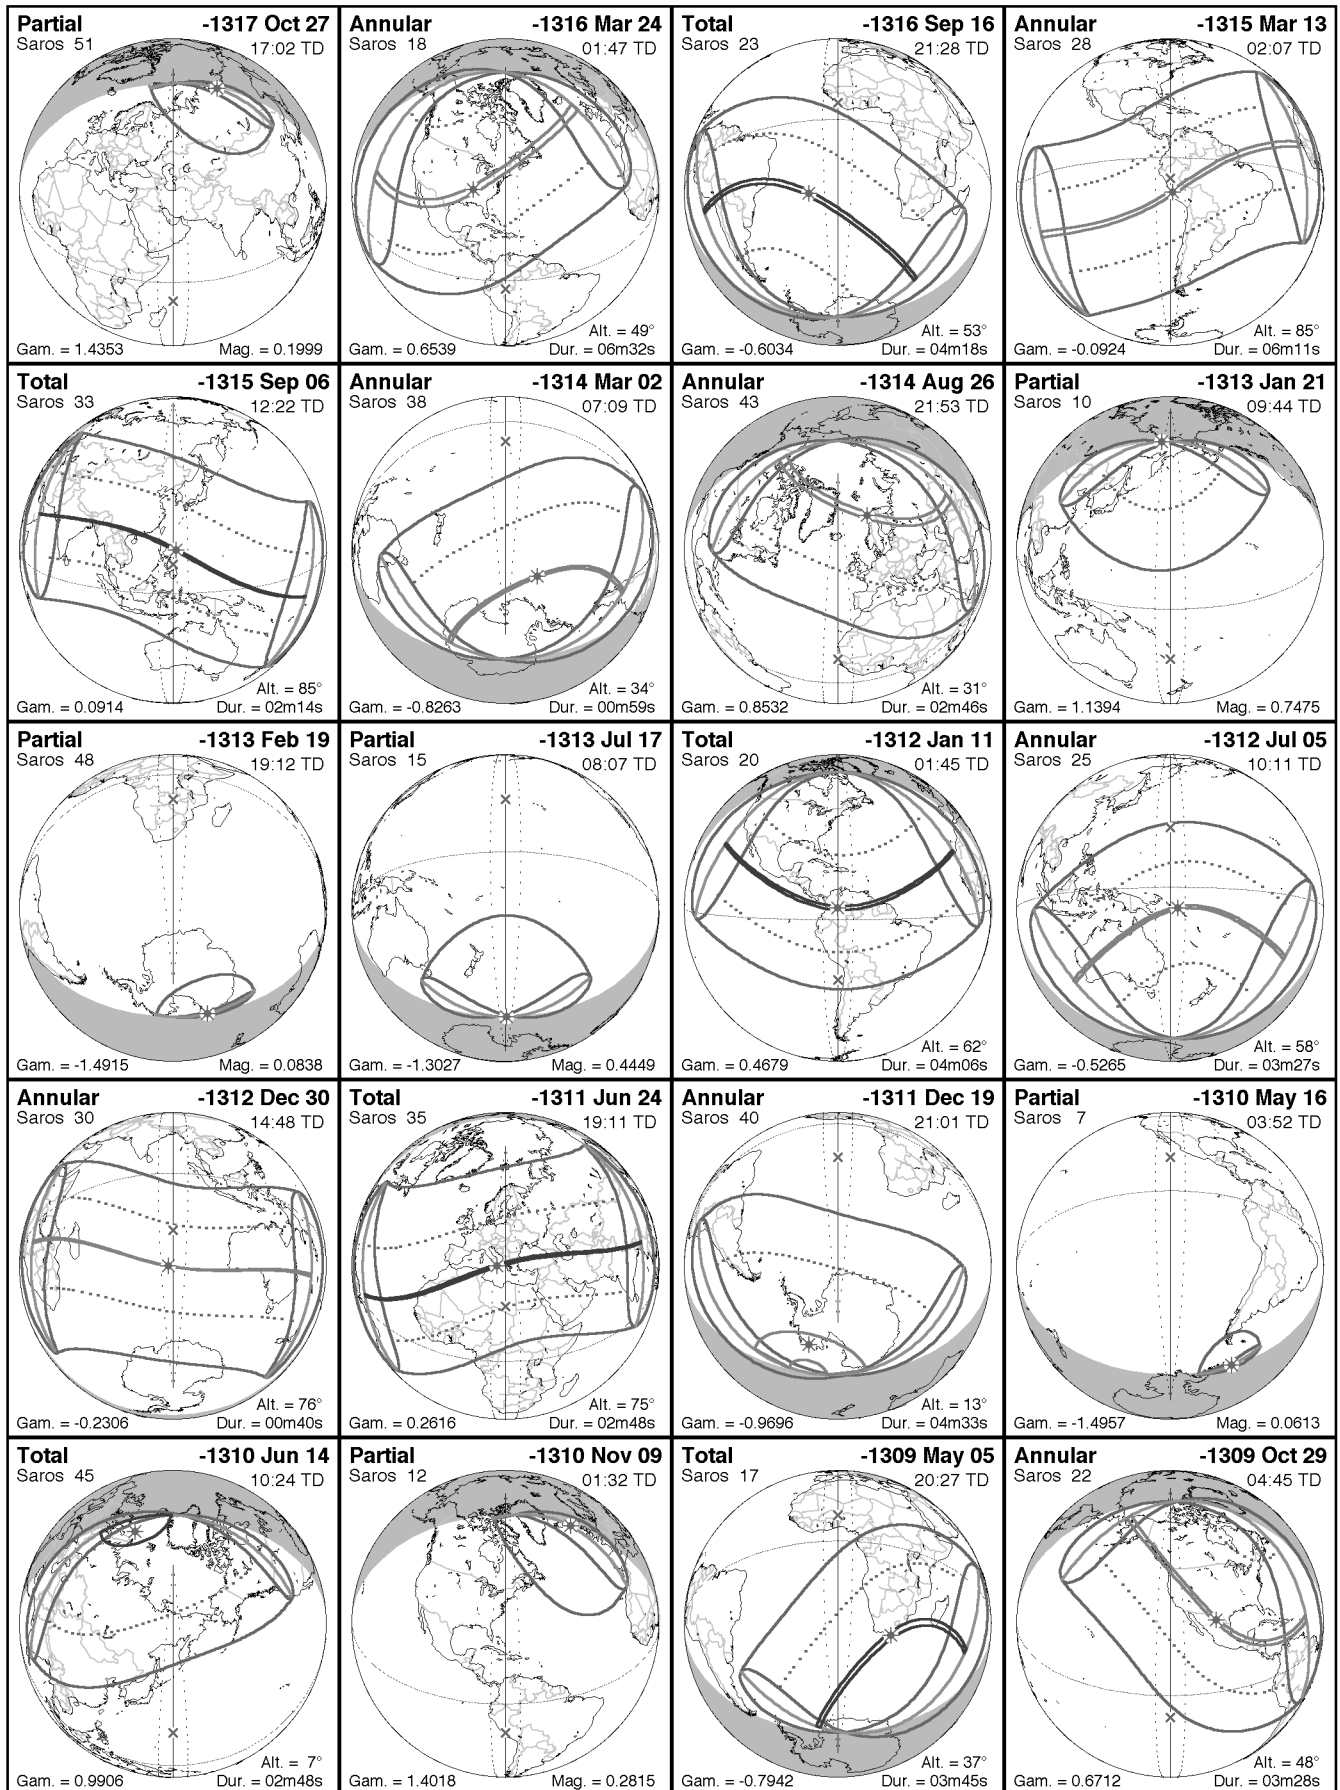 Partial -1317 Oct 27
Saros 51 17:02 TD
Gam. = 1.4353 Mag. = 0.1999
Annular -1316 Mar 24
Saros 18 01:47 TD
Alt. = 49°
Gam. = 0.6539 Dur. = 06m32s
Total -1316 Sep 16
Saros 23 21:28 TD
Alt. = 53°
Gam. = -0.6034 Dur. = 04m18s
Annular -1315 Mar 13
Saros 28 02:07 TD
Alt. = 85°
Gam. = -0.0924 Dur. = 06m11s
Total -1315 Sep 06
Saros 33 12:22 TD
Alt. = 85°
Gam. = 0.0914 Dur. = 02m14s
Annular -1314 Mar 02
Saros 38 07:09 TD
Alt. = 34°
Gam. = -0.8263 Dur. = 00m59s
Annular -1314 Aug 26
Saros 43 21:53 TD
Alt. = 31°
Gam. = 0.8532 Dur. = 02m46s
Partial -1313 Jan 21
Saros 10 09:44 TD
Gam. = 1.1394 Mag. = 0.7475
Partial -1313 Feb 19
Saros 48 19:12 TD
Gam. = -1.4915 Mag. = 0.0838
Partial -1313 Jul 17
Saros 15 08:07 TD
Gam. = -1.3027 Mag. = 0.4449
Total -1312 Jan 11
Saros 20 01:45 TD
Alt. = 62°
Gam. = 0.4679 Dur. = 04m06s
Annular -1312 Jul 05
Saros 25 10:11 TD
Alt. = 58°
Gam. = -0.5265 Dur. = 03m27s
Annular -1312 Dec 30
Saros 30 14:48 TD
Alt. = 76°
Gam. = -0.2306 Dur. = 00m40s
Total -1311 Jun 24
Saros 35 19:11 TD
Alt. = 75°
Gam. = 0.2616 Dur. = 02m48s
Annular -1311 Dec 19
Saros 40 21:01 TD
Alt. = 13°
Gam. = -0.9696 Dur. = 04m33s
Partial -1310 May 16
Saros 7 03:52 TD
Gam. = -1.4957 Mag. = 0.0613
Total -1310 Jun 14
Saros 45 10:24 TD
Alt. = 7°
Gam. = 0.9906 Dur. = 02m48s
Partial -1310 Nov 09
Saros 12 01:32 TD
Gam. = 1.4018 Mag. = 0.2815
Total -1309 May 05
Saros 17 20:27 TD
Alt. = 37°
Gam. = -0.7942 Dur. = 03m45s
Annular -1309 Oct 29
Saros 22 04:45 TD
Alt. = 48°
Gam. = 0.6712 Dur. = 03m28s